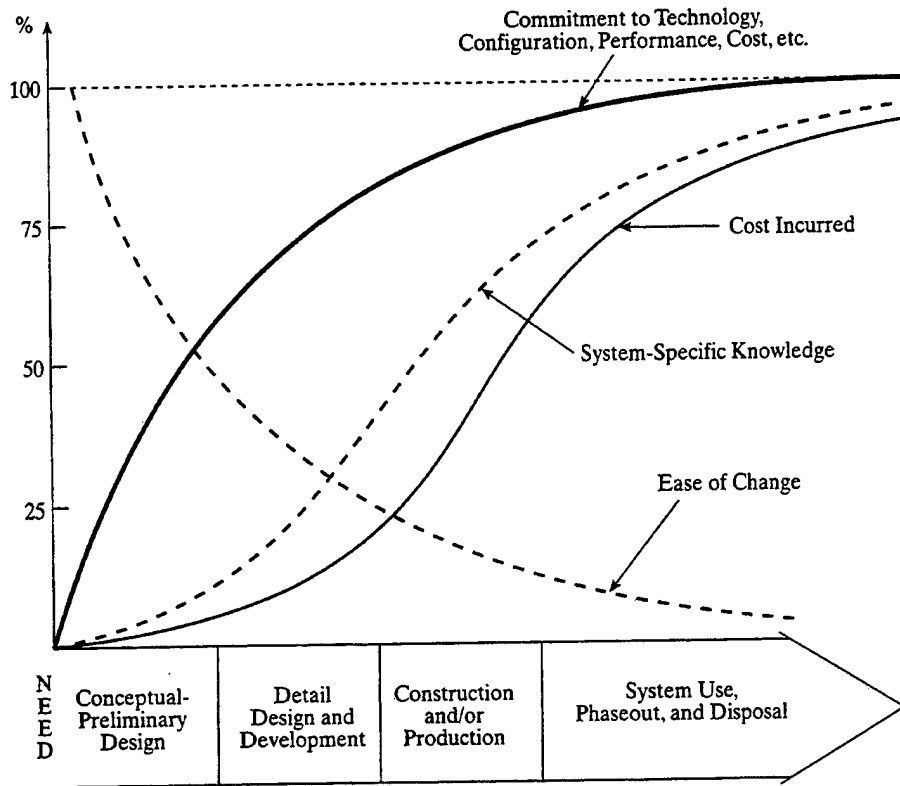 %
Commitment to Technology,
Configuration, Performance, Cost, etc.
100
75
Cost Incurred
System-Specific Knowledge
50
Ease of Change
25
NEED
Conceptual-
Preliminary
Design
Detail
Design and
Development
Construction
and/or
Production
System Use,
Phaseout, and Disposal